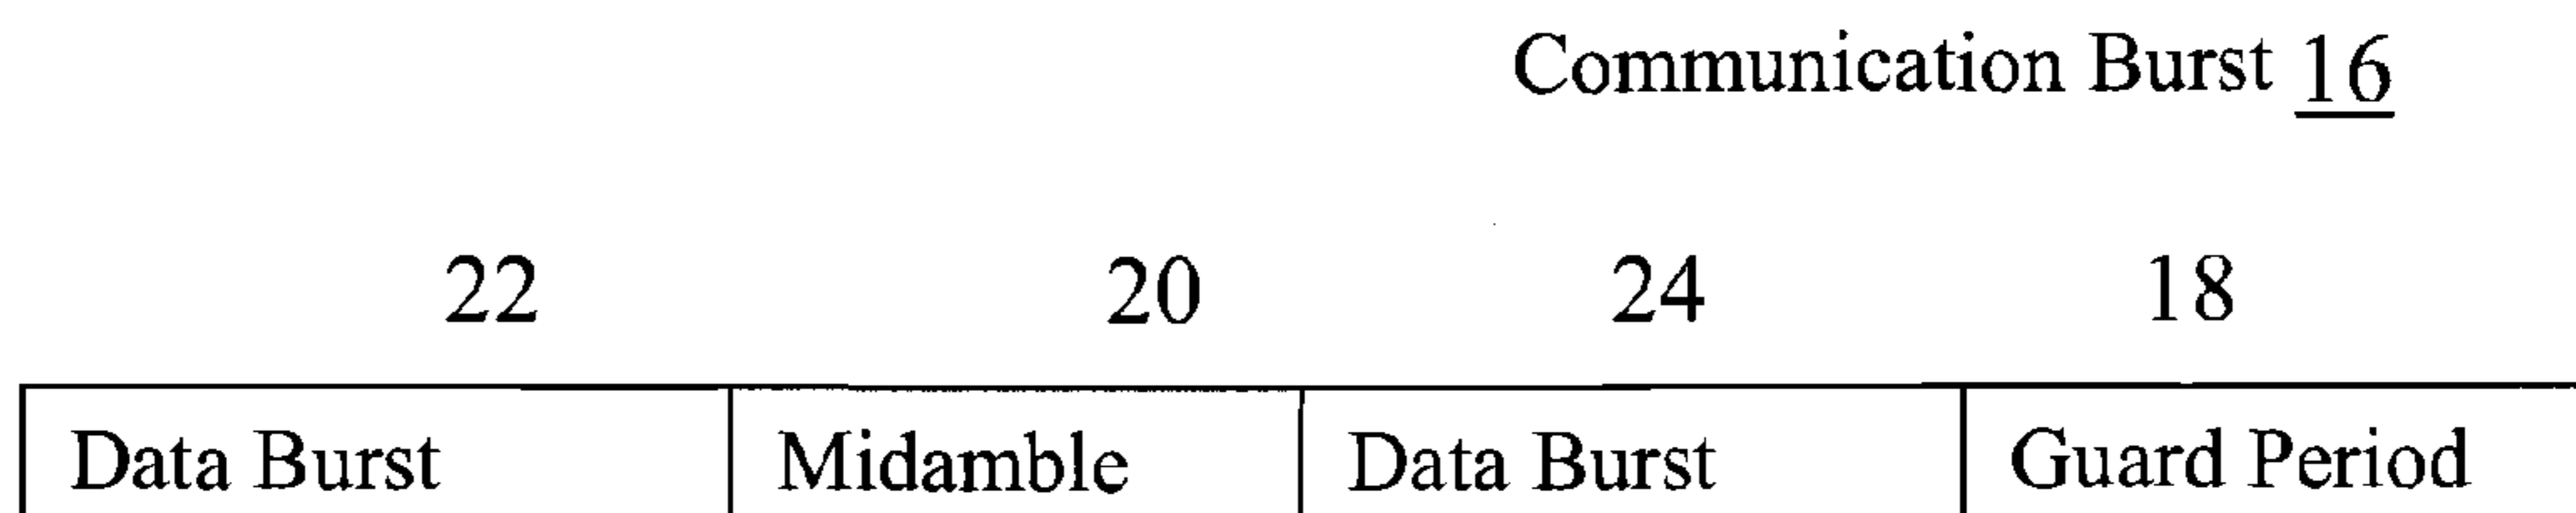 Communication Burst 16
22 20 24 18
Data Burst Midamble Data Burst Guard Period